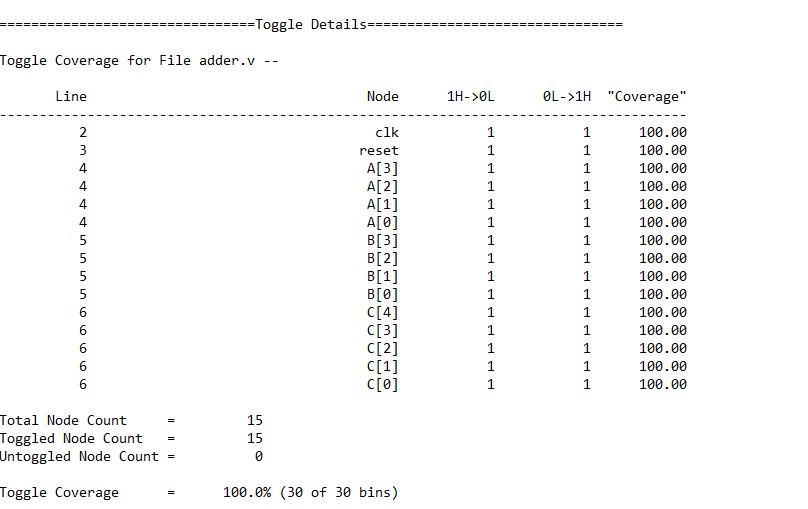 ================================Toggle Details================================
Toggle Coverage for File adder.v --
Line Node 1H->0L 0L->1H "Coverage"
--------------------------------------------------------------------------------------
2 clk 1 1 100.00
3 reset 1 1 100.00
4 A[3] 1 1 100.00
4 A[2] 1 1 100.00
4 A[1] 1 1 100.00
4 A[0] 1 1 100.00
5 B[3] 1 1 100.00
5 B[2] 1 1 100.00
5 B[1] 1 1 100.00
5 B[0] 1 1 100.00
6 C[4] 1 1 100.00
6 C[3] 1 1 100.00
6 C[2] 1 1 100.00
6 C[1] 1 1 100.00
6 C[0] 1 1 100.00
Total Node Count = 15
Toggled Node Count = 15
Untoggled Node Count = 0
Toggle Coverage = 100.0% (30 of 30 bins)